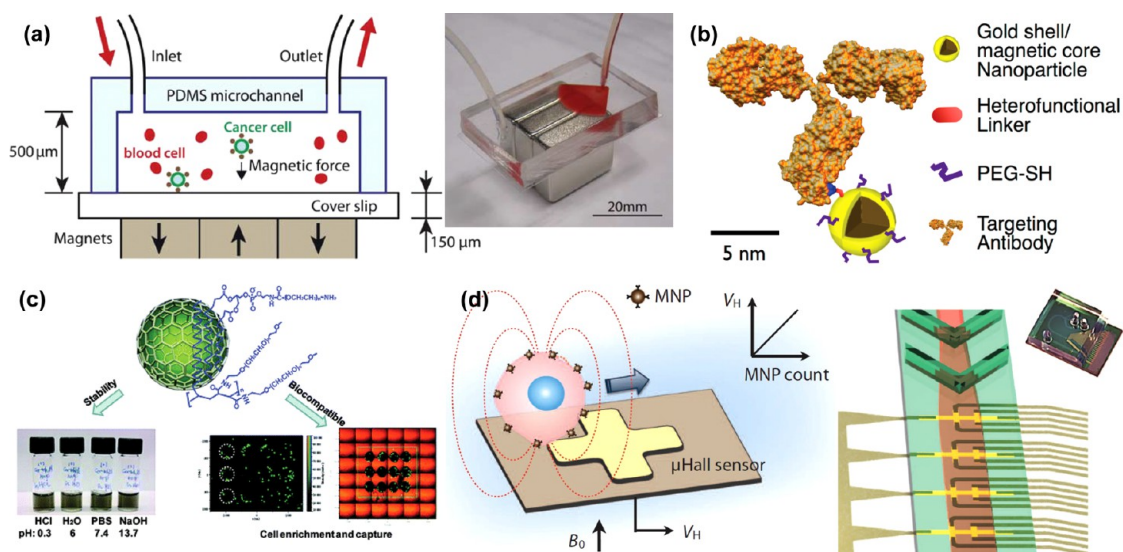 (a)
Inlet
Outlet
PDMS microchannel
500 μm
Cancer cell
blood cell
Magnetic force
Cover slip
Magnets
150 μm
20mm
(b)
Gold shell/
magnetic core
Nanoparticle
Heterofunctional
Linker
PEG-SH
Targeting
Antibody
5 nm
(c)
Stability
Biocompatible
HCl H₂O PBS NaOH
pH: 0.3 6 7.4 13.7
Cell enrichment and capture
(d)
MNP
V_H
MNP count
μHall sensor
B₀
V_H